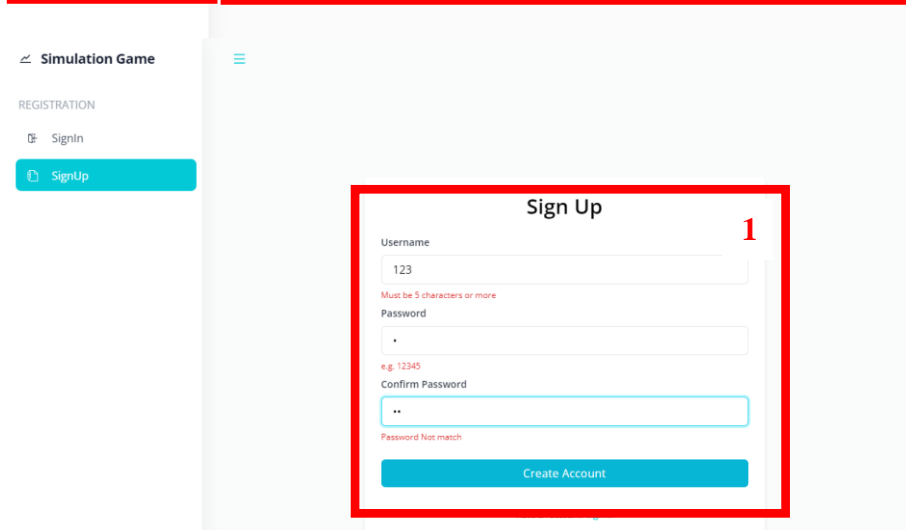 Simulation Game
REGISTRATION
SignIn
SignUp
Sign Up
1
Username
123
Must be 5 characters or more
Password
•
e.g. 12345
Confirm Password
••
Password Not match
Create Account